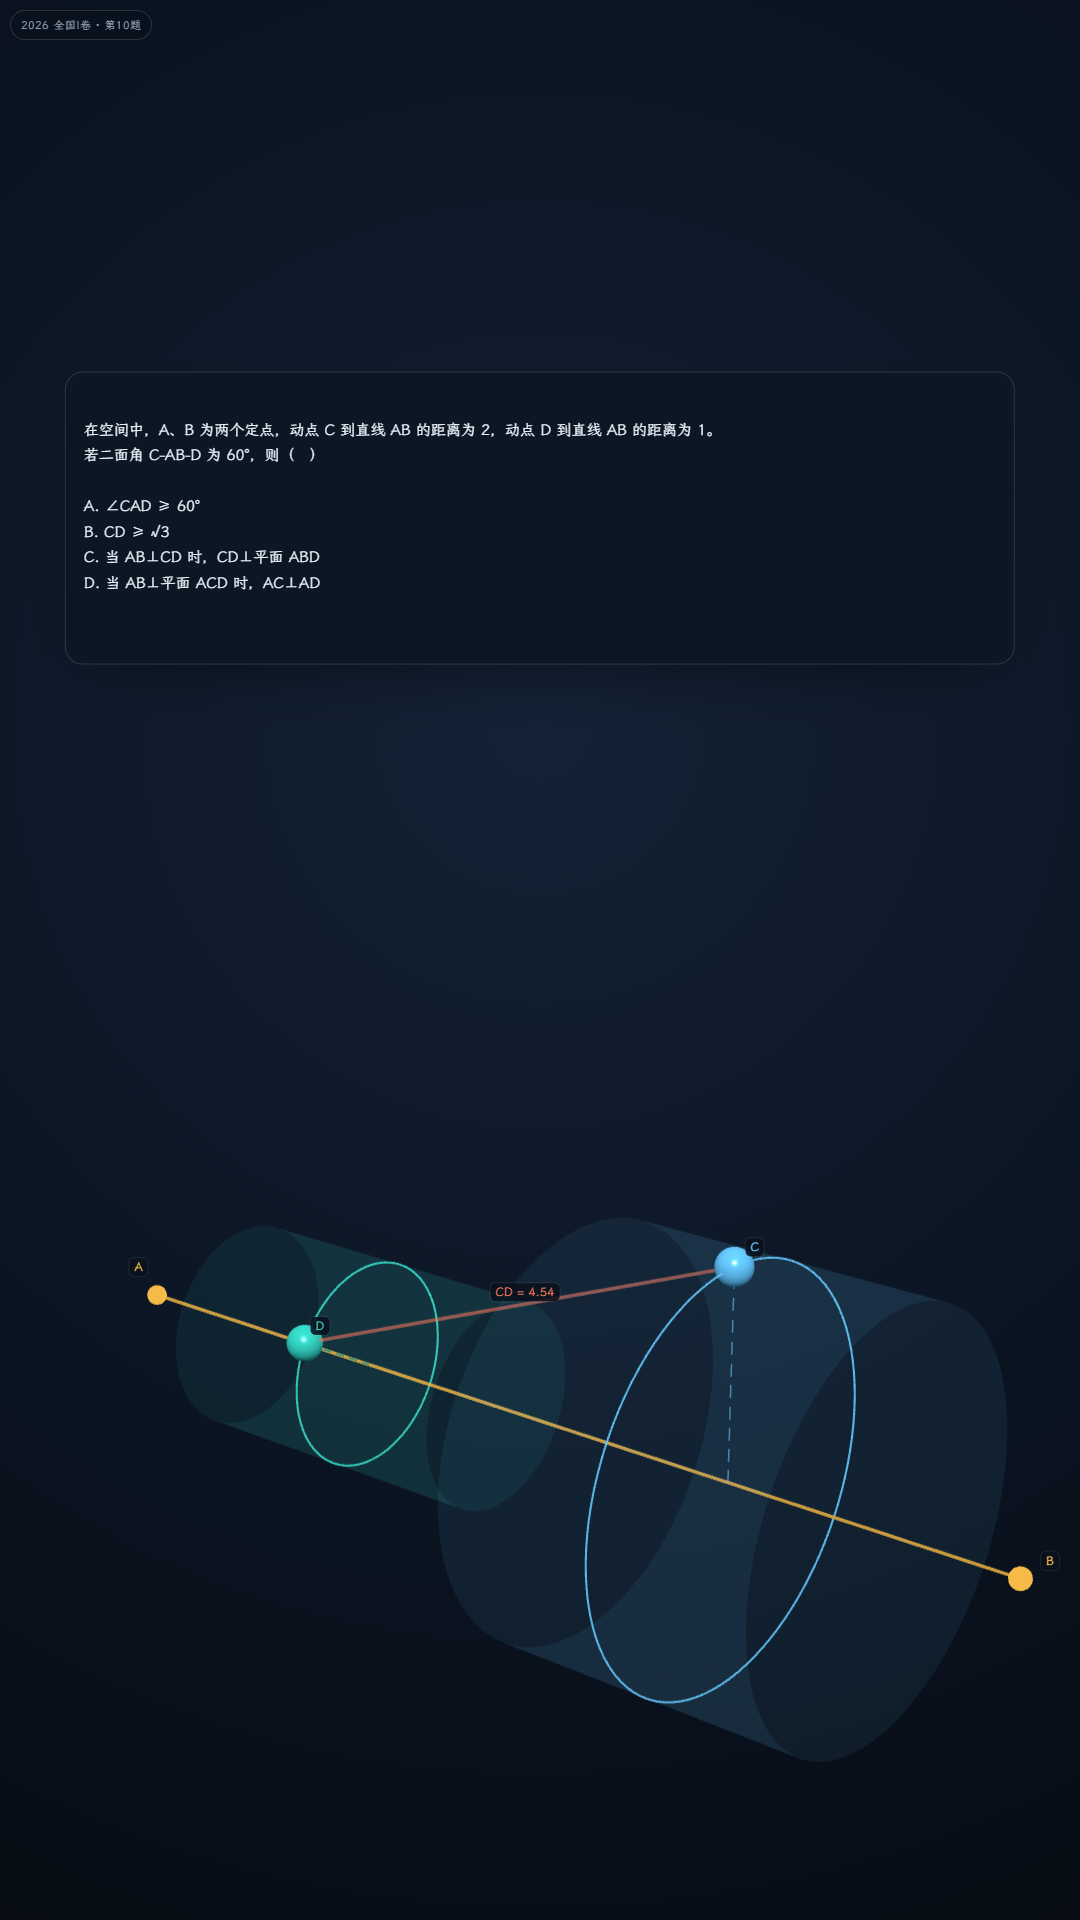 2026 全国I卷 · 第10题
在空间中，A、B 为两个定点，动点 C 到直线 AB 的距离为 2，动点 D 到直线 AB 的距离为 1。
若二面角 C-AB-D 为 60°，则（　）
A. ∠CAD ≥ 60°
B. CD ≥ √3
C. 当 AB⊥CD 时，CD⊥平面 ABD
D. 当 AB⊥平面 ACD 时，AC⊥AD
C
A
CD = 4.54
D
B